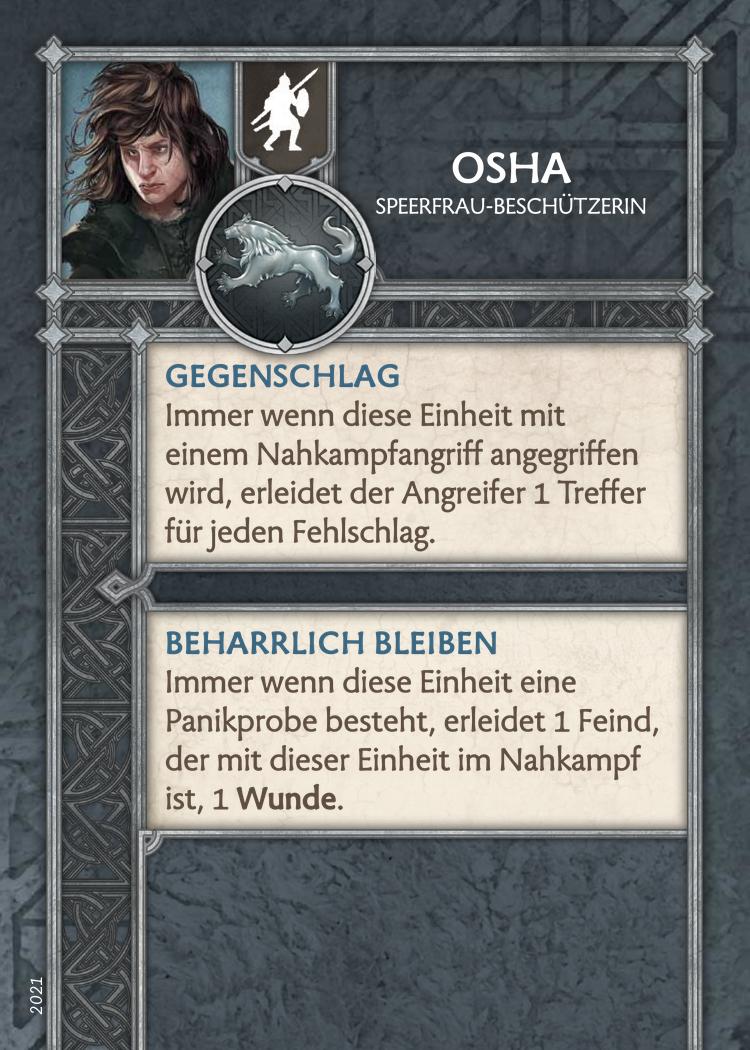 OSHA
SPEERFRAU-BESCHÜTZERIN
GEGENSCHLAG
Immer wenn diese Einheit mit
einem Nahkampfangriff angegriffen
wird, erleidet der Angreifer 1 Treffer
für jeden Fehlschlag.
BEHARRLICH BLEIBEN
Immer wenn diese Einheit eine
Panikprobe besteht, erleidet 1 Feind,
der mit dieser Einheit im Nahkampf
ist, 1 Wunde.
2021